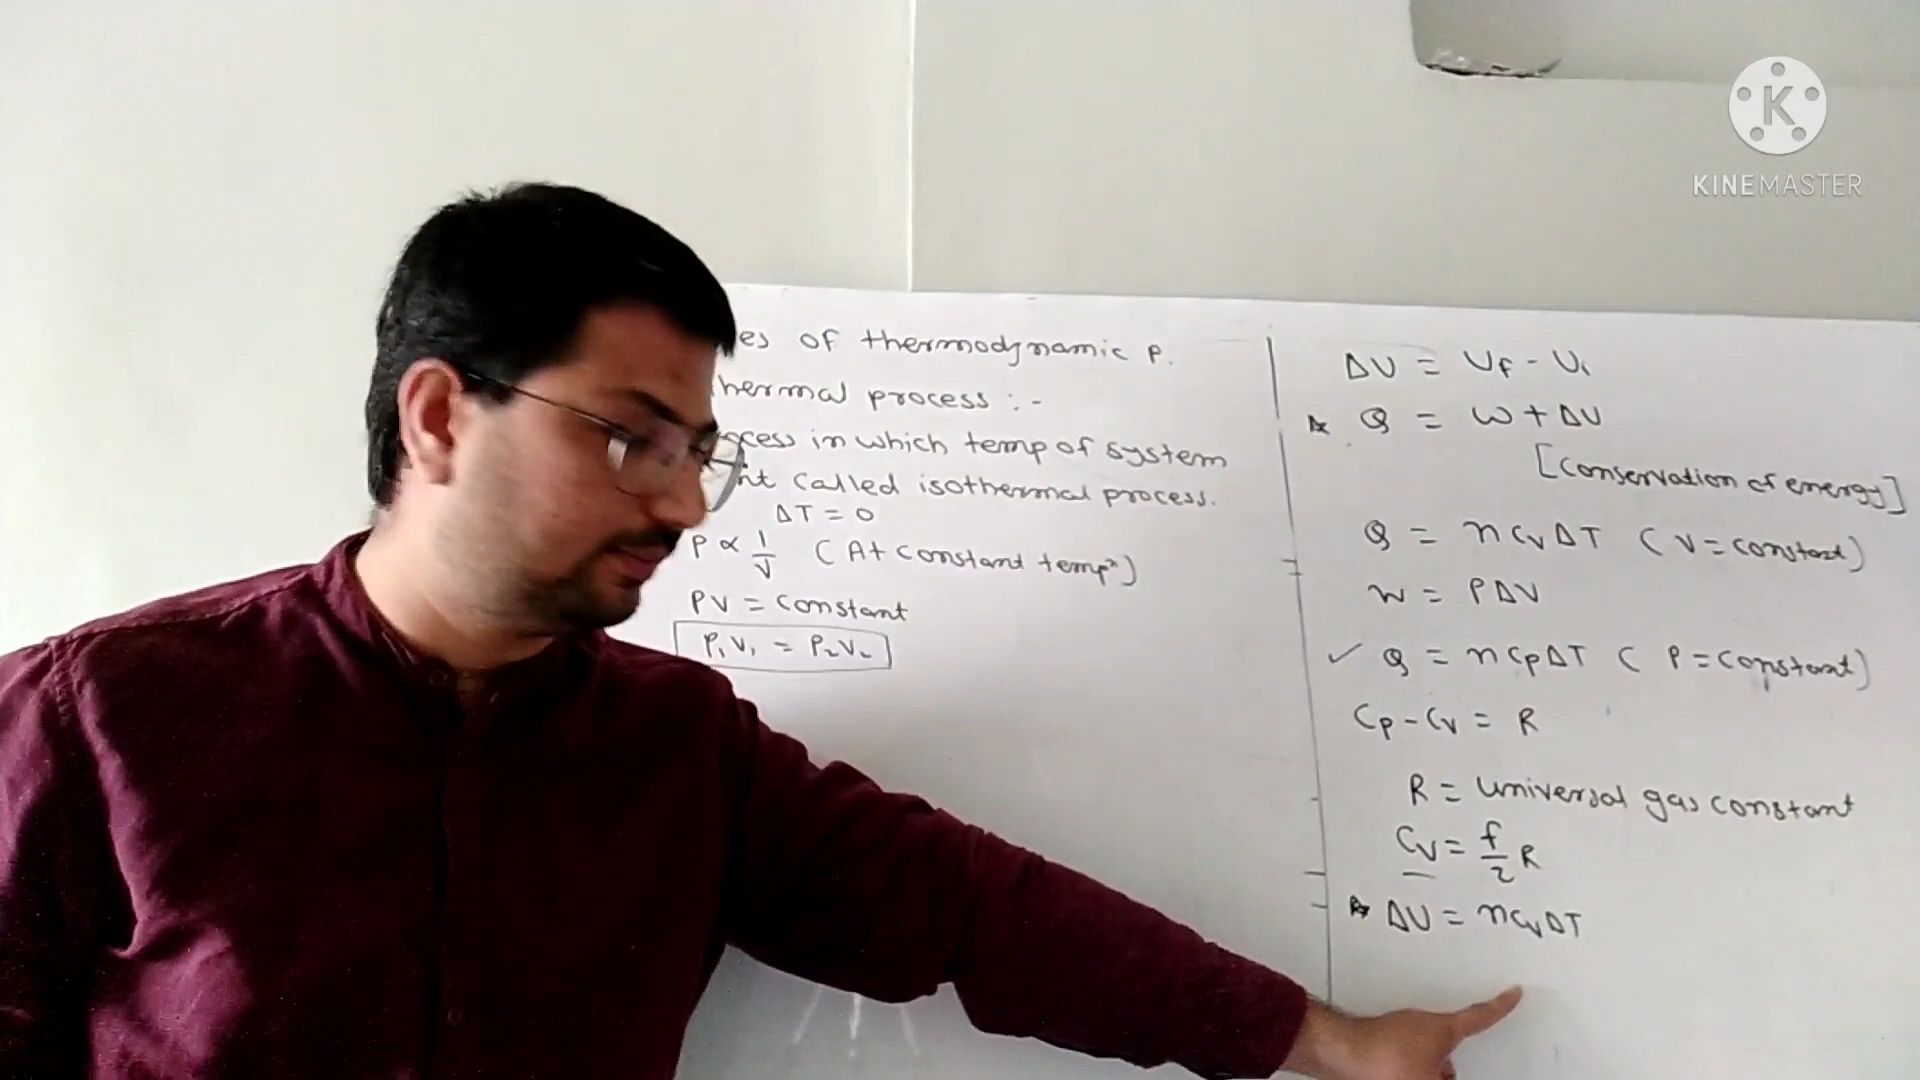 es of thermodynamic P.
hermal process :-
ocess in which temp of system
nt called isothermal process.
ΔT = 0
P ∝ 1/V (At constant tempⁿ)
PV = constant
P₁V₁ = P₂V₂
ΔU = Uf - Ui
Q = W + ΔU
[conservation of energy]
Q = nCvΔT (V = constant)
W = PΔV
✓ Q = nCpΔT (P = constant)
Cp - Cv = R
R = universal gas constant
Cv = f/2 R
ΔU = nCvΔT
K
KINEMASTER